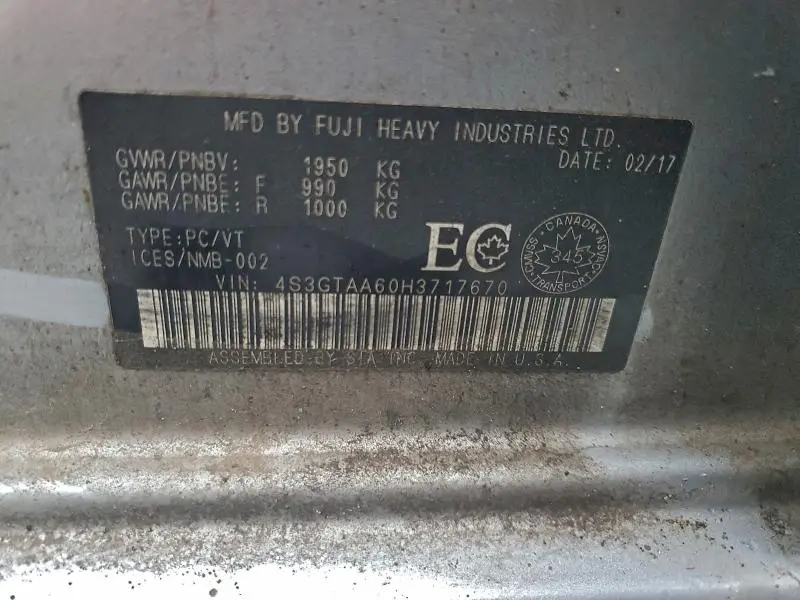 MFD BY FUJI HEAVY INDUSTRIES LTD.
DATE: 02/17
GVWR/PNBV: 1950 KG
GAWR/PNBE: F 990 KG
GAWR/PNBE: R 1000 KG
TYPE:PC/VT
ICES/NMB-002
EC
CANADA
CMVSS 345 NSVAC
TRANSPORT
VIN: 4S3GTAA60H3717670
ASSEMBLED BY SIA, INC. MADE IN U.S.A.